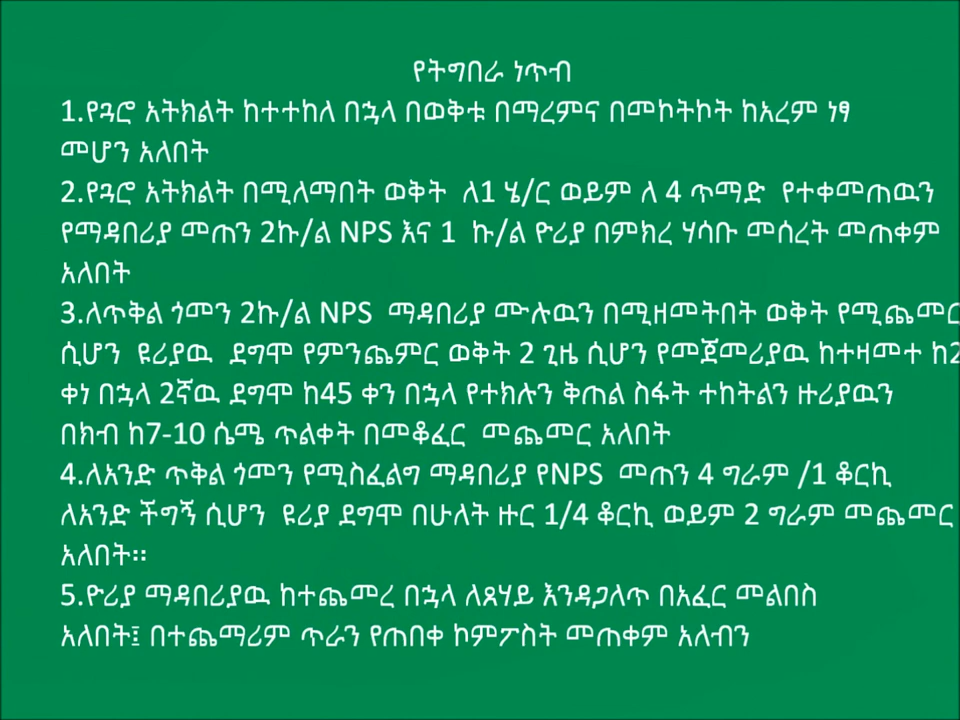 የትግበራ ነጥብ
1.የጓሮ አትክልት ከተተከለ በኋላ በወቅቱ በማረምና በመኮትኮት ከአረም ነፃ
መሆን አለበት
2.የጓሮ አትክልት በሚለማበት ወቅት ለ1 ሄ/ር ወይም ለ 4 ጥማድ የተቀመጠዉን
የማዳበሪያ መጠን 2ኩ/ል NPS እና 1 ኩ/ል ዮሪያ በምክረ ሃሳቡ መሰረት መጠቀም
አለበት
3.ለጥቅል ጎመን 2ኩ/ል NPS ማዳበሪያ ሙሉዉን በሚዘመትበት ወቅት የሚጨመር
ሲሆን ዩሪያዉ ደግሞ የምንጨምር ወቅት 2 ጊዜ ሲሆን የመጀመሪያዉ ከተዛመተ ከ2
ቀነ በኋላ 2ኛዉ ደግሞ ከ45 ቀን በኋላ የተክሉን ቅጠል ስፋት ተከትልን ዙሪያዉን
በክብ ከ7-10 ሴሜ ጥልቀት በመቆፈር መጨመር አለበት
4.ለአንድ ጥቅል ጎመን የሚስፈልግ ማዳበሪያ የNPS መጠን 4 ግራም /1 ቆርኪ
ለአንድ ችግኝ ሲሆን ዩሪያ ደግሞ በሁለት ዙር 1/4 ቆርኪ ወይም 2 ግራም መጨመር
አለበት፡፡
5.ዮሪያ ማዳበሪያዉ ከተጨመረ በኋላ ለጸሃይ እንዳጋለጥ በአፈር መልበስ
አለበት፤ በተጨማሪም ጥራን የጠበቀ ኮምፖስት መጠቀም አለብን